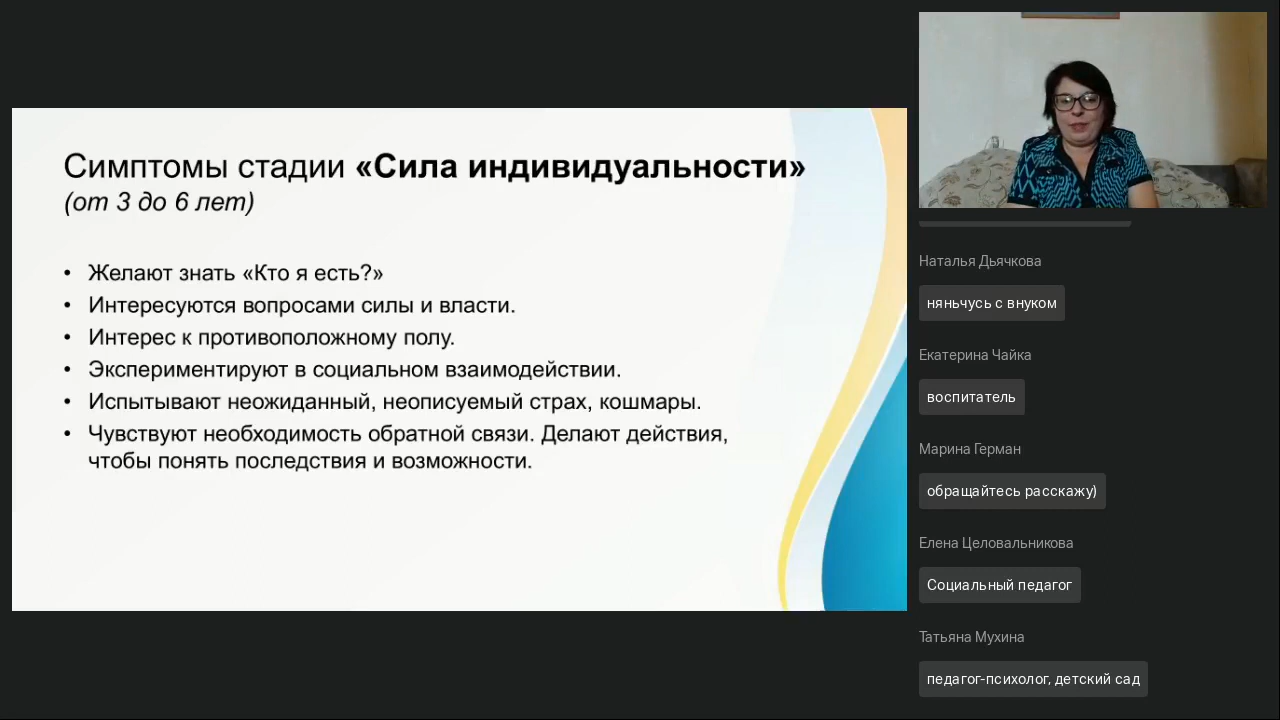 Симптомы стадии «Сила индивидуальности»
(от 3 до 6 лет)
• Желают знать «Кто я есть?»
• Интересуются вопросами силы и власти.
• Интерес к противоположному полу.
• Экспериментируют в социальном взаимодействии.
• Испытывают неожиданный, неописуемый страх, кошмары.
• Чувствуют необходимость обратной связи. Делают действия,
чтобы понять последствия и возможности.
Наталья Дьячкова
няньчусь с внуком
Екатерина Чайка
воспитатель
Марина Герман
обращайтесь расскажу)
Елена Целовальникова
Социальный педагог
Татьяна Мухина
педагог-психолог, детский сад